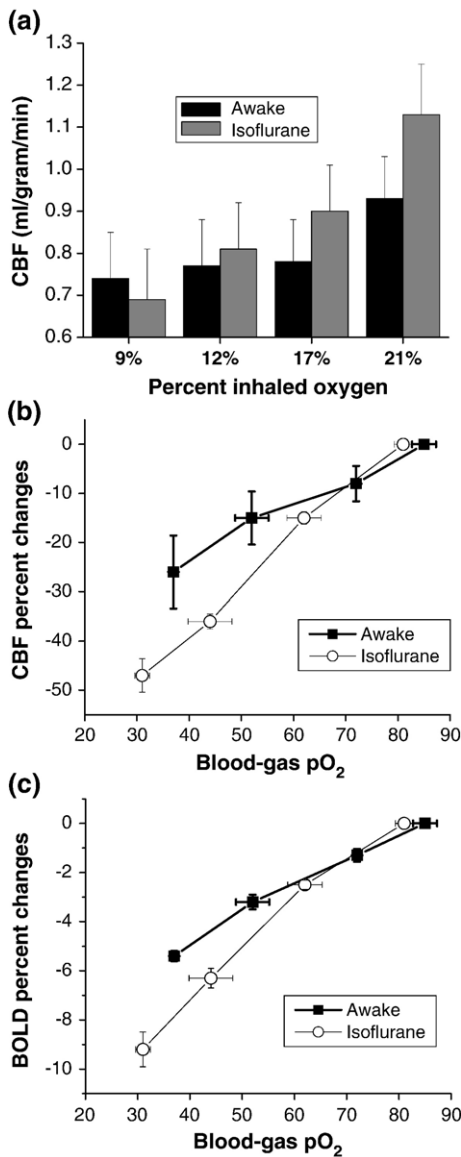 (a)
1.3
1.2
1.1
1.0
0.9
0.8
0.7
0.6
CBF (ml/gram/min)
Awake
Isoflurane
9% 12% 17% 21%
Percent inhaled oxygen
(b)
0
-10
-20
-30
-40
-50
CBF percent changes
Awake
Isoflurane
20 30 40 50 60 70 80 90
Blood-gas pO₂
(c)
0
-2
-4
-6
-8
-10
BOLD percent changes
Awake
Isoflurane
20 30 40 50 60 70 80 90
Blood-gas pO₂